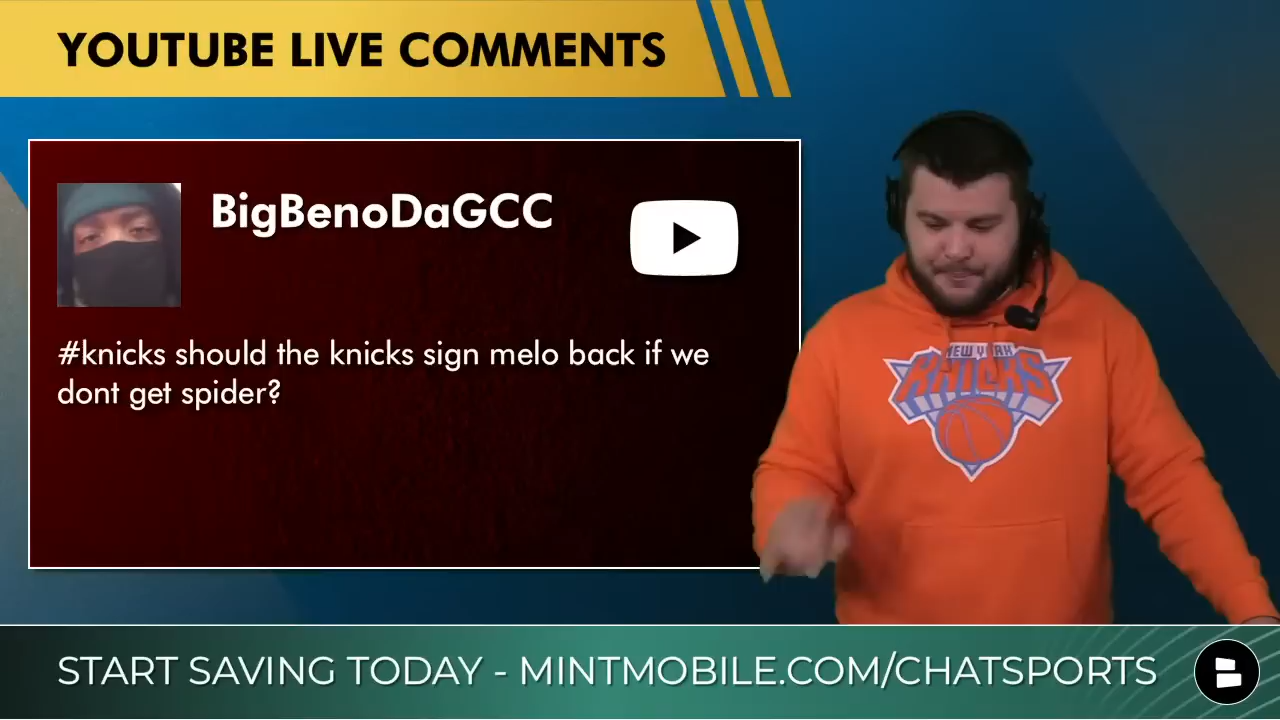 YOUTUBE LIVE COMMENTS
BigBenoDaGCC
#knicks should the knicks sign melo back if we
dont get spider?
NEW YORK
KNICKS
START SAVING TODAY - MINTMOBILE.COM/CHATSPORTS